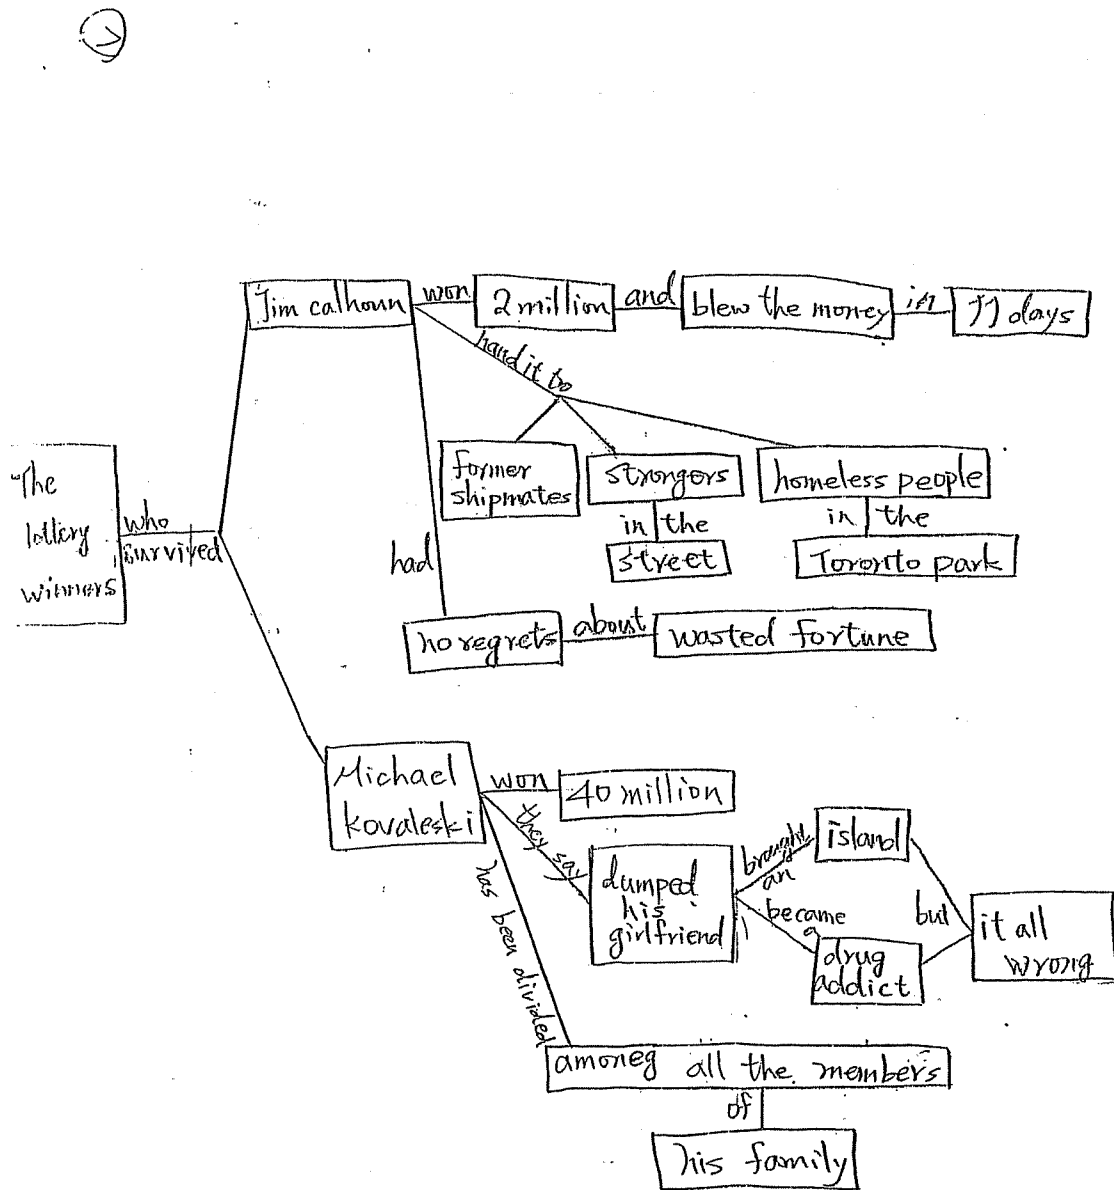 2
Jim calhoun won 2 million and blew the money in 77 days
hand it to
former
shipmates
strongers
in the
street
homeless people
in the
Toronto park
had
no regrets about wasted fortune
The
lottery
winners
who
survived
Michael
kovaleski
won 40 million
they say
dumped
his
girlfriend
an
island
became
a
drug
addict
but
it all
wrong
has been divided
amoneg all the members
of
his family